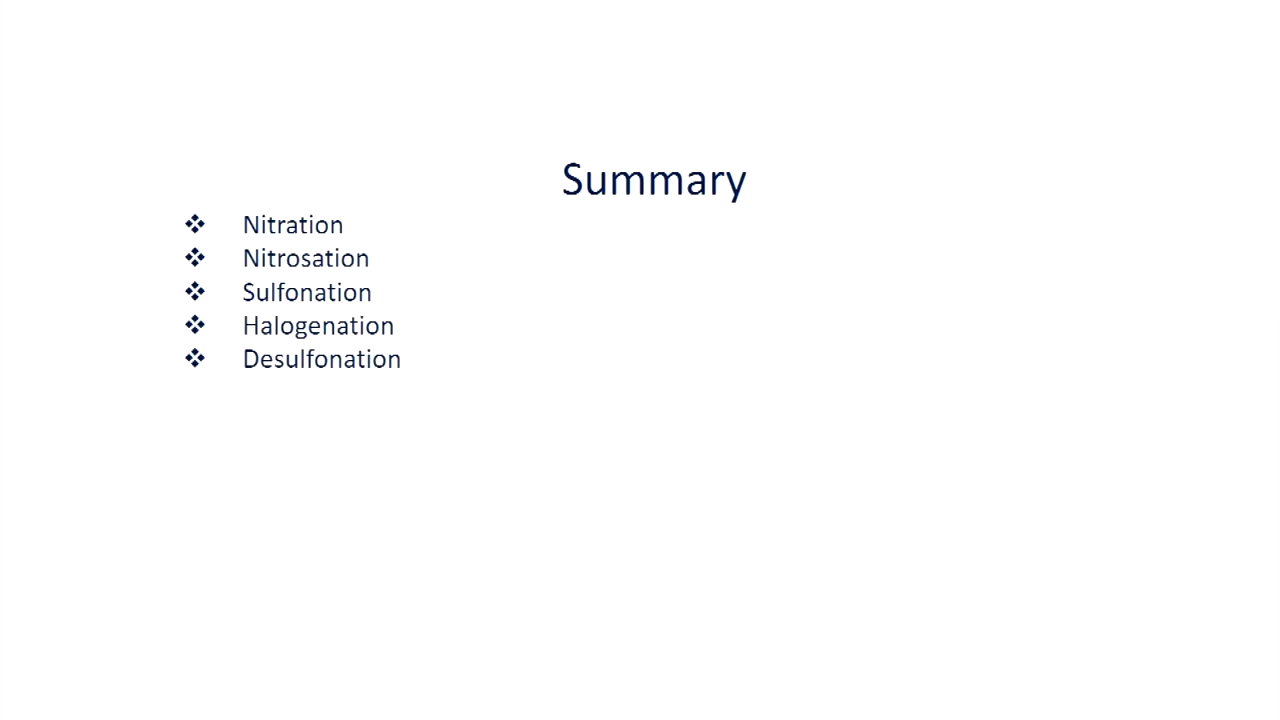 Summary
❖ Nitration
❖ Nitrosation
❖ Sulfonation
❖ Halogenation
❖ Desulfonation